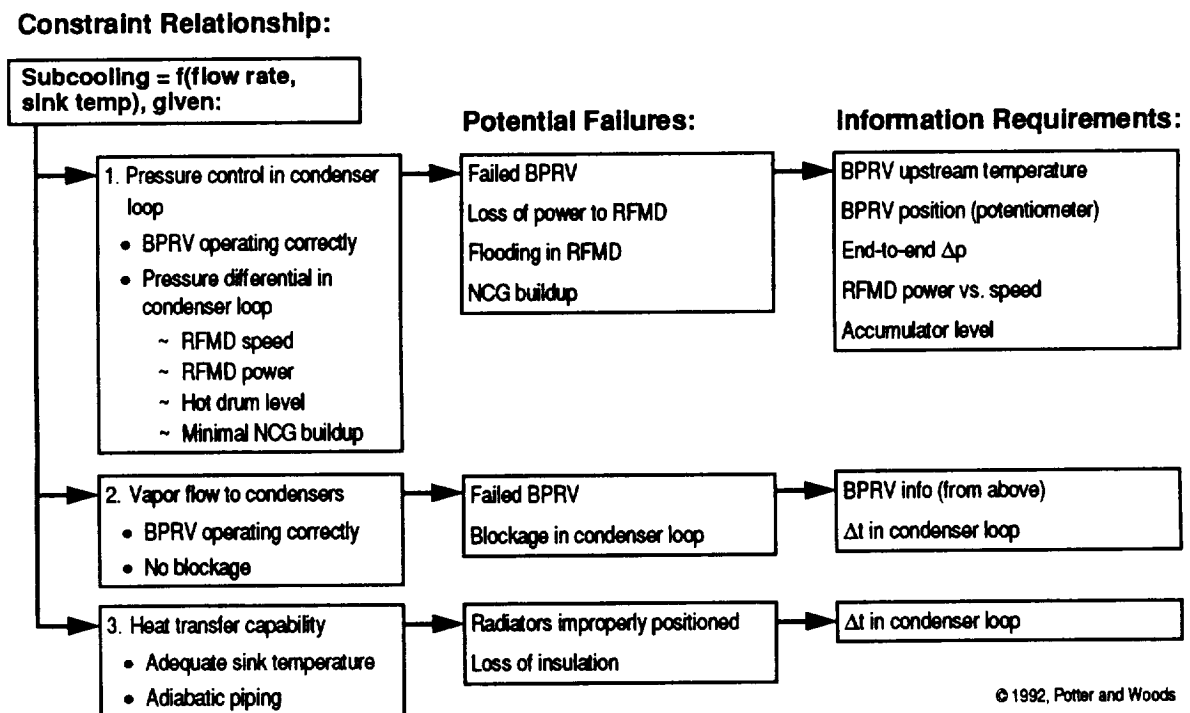 Constraint Relationship:
Subcooling = f(flow rate,
sink temp), given:
Potential Failures:
Information Requirements:
1. Pressure control in condenser
loop
• BPRV operating correctly
• Pressure differential in
condenser loop
~ RFMD speed
~ RFMD power
~ Hot drum level
~ Minimal NCG buildup
Failed BPRV
Loss of power to RFMD
Flooding in RFMD
NCG buildup
BPRV upstream temperature
BPRV position (potentiometer)
End-to-end Δp
RFMD power vs. speed
Accumulator level
2. Vapor flow to condensers
• BPRV operating correctly
• No blockage
Failed BPRV
Blockage in condenser loop
BPRV info (from above)
Δt in condenser loop
3. Heat transfer capability
• Adequate sink temperature
• Adiabatic piping
Radiators improperly positioned
Loss of insulation
Δt in condenser loop
© 1992, Potter and Woods